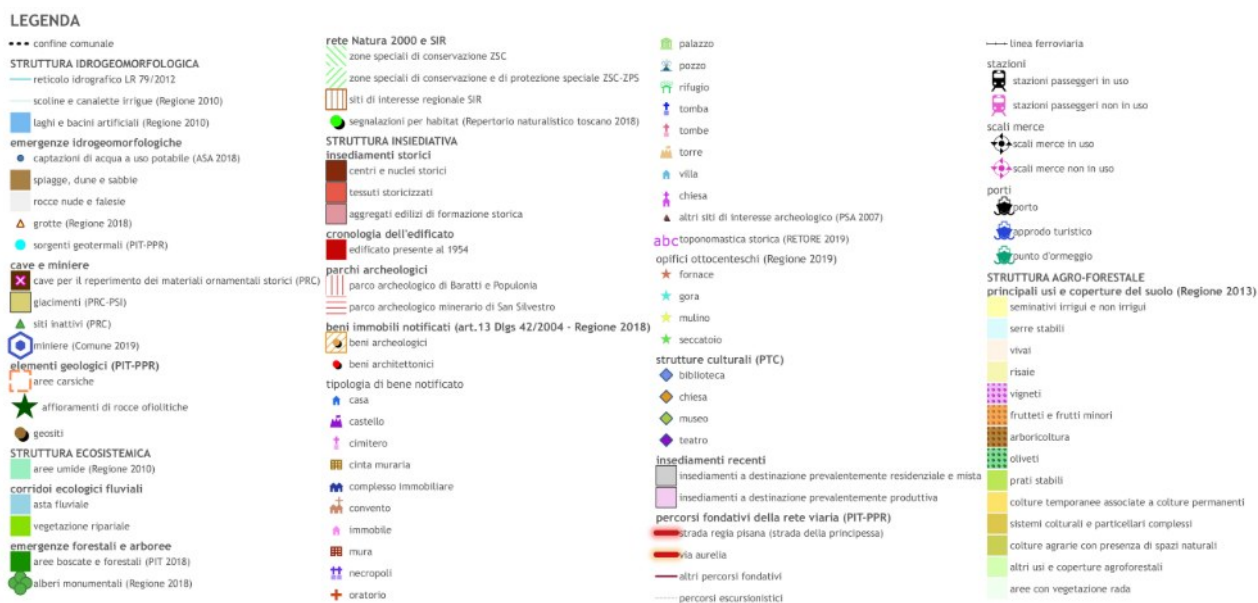 LEGENDA
confine comunale
STRUTTURA IDROGEOMORFOLOGICA
reticolo idrografico LR 79/2012
scoline e canalette irrigue (Regione 2010)
laghi e bacini artificiali (Regione 2010)
emergenze idrogeomorfologiche
captazioni di acqua a uso potabile (ASA 2018)
spiagge, dune e sabbie
rocce nude e falesie
grotte (Regione 2018)
sorgenti geotermali (PIT-PPR)
cave e miniere
cave per il reperimento dei materiali ornamentali storici (PRC)
giacimenti (PRC-PSI)
siti inattivi (PRC)
miniere (Comune 2019)
elementi geologici (PIT-PPR)
aree carsiche
affioramenti di rocce ofiolitiche
geositi
STRUTTURA ECOSISTEMICA
aree umide (Regione 2010)
corridoi ecologici fluviali
asta fluviale
vegetazione ripariale
emergenze forestali e arboree
aree boscate e forestali (PIT 2018)
alberi monumentali (Regione 2018)
rete Natura 2000 e SIR
zone speciali di conservazione ZSC
zone speciali di conservazione e di protezione speciale ZSC-ZPS
siti di interesse regionale SIR
segnalazioni per habitat (Repertorio naturalistico toscano 2018)
STRUTTURA INSIEDIATIVA
insediamenti storici
centri e nuclei storici
tessuti storicizzati
aggregati edilizi di formazione storica
cronologia dell'edificato
edificato presente al 1954
parchi archeologici
parco archeologico di Baratti e Populonia
parco archeologico minerario di San Silvestro
beni immobili notificati (art.13 Dlgs 42/2004 - Regione 2018)
beni archeologici
beni architettonici
tipologia di bene notificato
casa
castello
cimitero
cinta muraria
complesso immobiliare
convento
immobile
mura
necropoli
oratorio
palazzo
pozzo
rifugio
tomba
tombe
torre
villa
chiesa
altri siti di interesse archeologico (PSA 2007)
abc toponomastica storica (RETORE 2019)
opifici ottocenteschi (Regione 2019)
fornace
gora
mulino
seccatoio
strutture culturali (PTC)
biblioteca
chiesa
museo
teatro
insediamenti recenti
insediamenti a destinazione prevalentemente residenziale e mista
insediamenti a destinazione prevalentemente produttiva
percorsi fondativi della rete viaria (PIT-PPR)
strada regia pisana (strada della principessa)
via aurelia
altri percorsi fondativi
percorsi escursionistici
linea ferroviaria
stazioni
stazioni passeggeri in uso
stazioni passeggeri non in uso
scali merce
scali merce in uso
scali merce non in uso
porti
porto
approdo turistico
punto d'ormeggio
STRUTTURA AGRO-FORESTALE
principali usi e coperture del suolo (Regione 2013)
seminativi irrigui e non irrigui
serre stabili
vivai
risaie
vigneti
frutteti e frutti minori
arboricoltura
oliveti
prati stabili
colture temporanee associate a colture permanenti
sistemi colturali e particellari complessi
colture agrarie con presenza di spazi naturali
altri usi e coperture agroforestali
aree con vegetazione rada